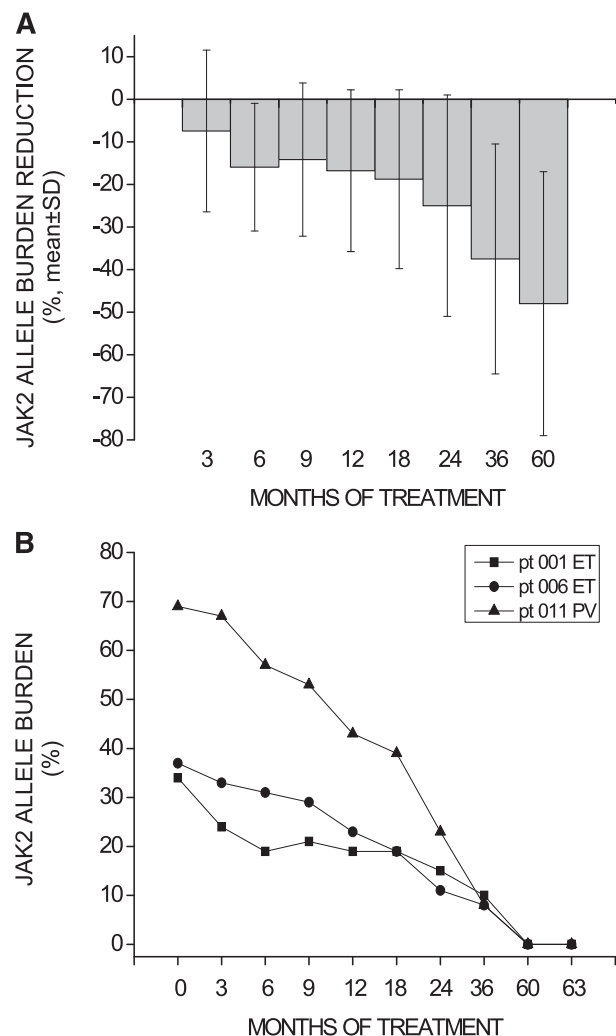 A
JAK2 ALLELE BURDEN REDUCTION
(%, mean±SD)
10
0
-10
-20
-30
-40
-50
-60
-70
-80
3 6 9 12 18 24 36 60
MONTHS OF TREATMENT
B
JAK2 ALLELE BURDEN
(%)
80
70
60
50
40
30
20
10
0
pt 001 ET
pt 006 ET
pt 011 PV
0 3 6 9 12 18 24 36 60 63
MONTHS OF TREATMENT